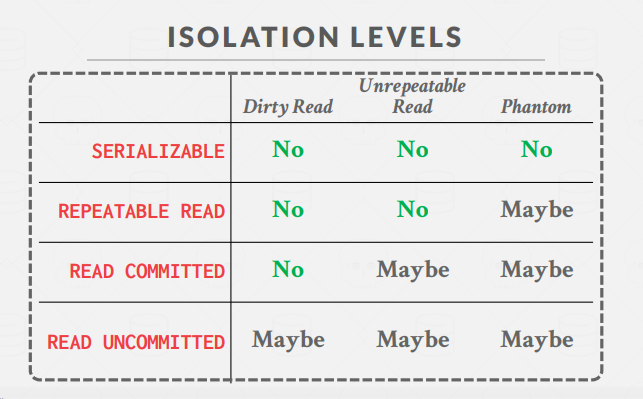 ISOLATION LEVELS
Dirty Read Unrepeatable Read Phantom
SERIALIZABLE No No No
REPEATABLE READ No No Maybe
READ COMMITTED No Maybe Maybe
READ UNCOMMITTED Maybe Maybe Maybe